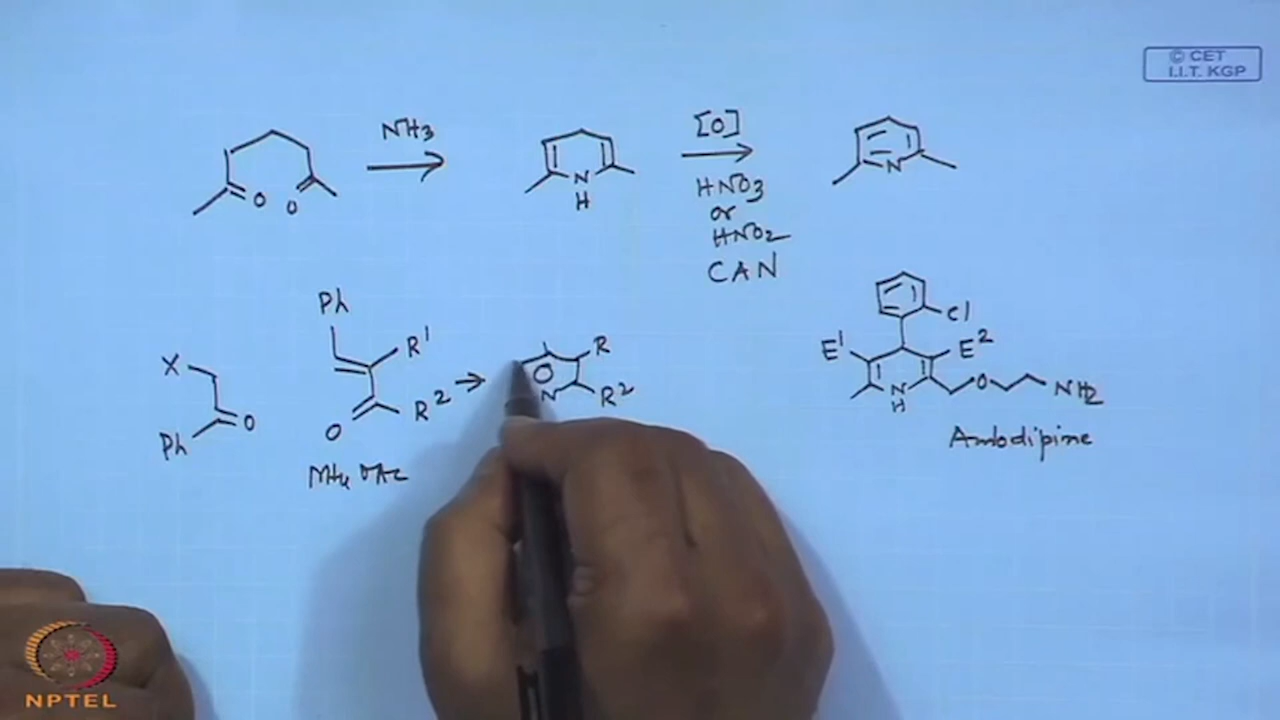 © CET
I.I.T. KGP
NH3
[O]
HNO3
or
HNO2
CAN
O
O
N
H
N
Ph
R1
R2
O
X
O
Ph
NH4 OAc
R
R2
O
N
Cl
E1
E2
N
H
O
NH2
Amlodipine
NPTEL